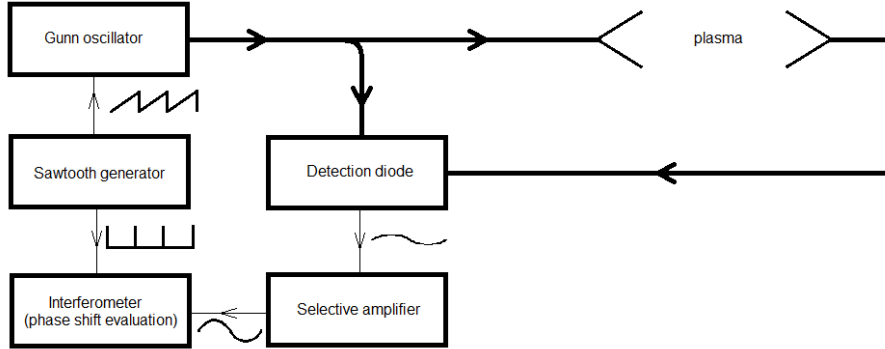 Gunn oscillator
plasma
Sawtooth generator
Detection diode
Interferometer
(phase shift evaluation)
Selective amplifier